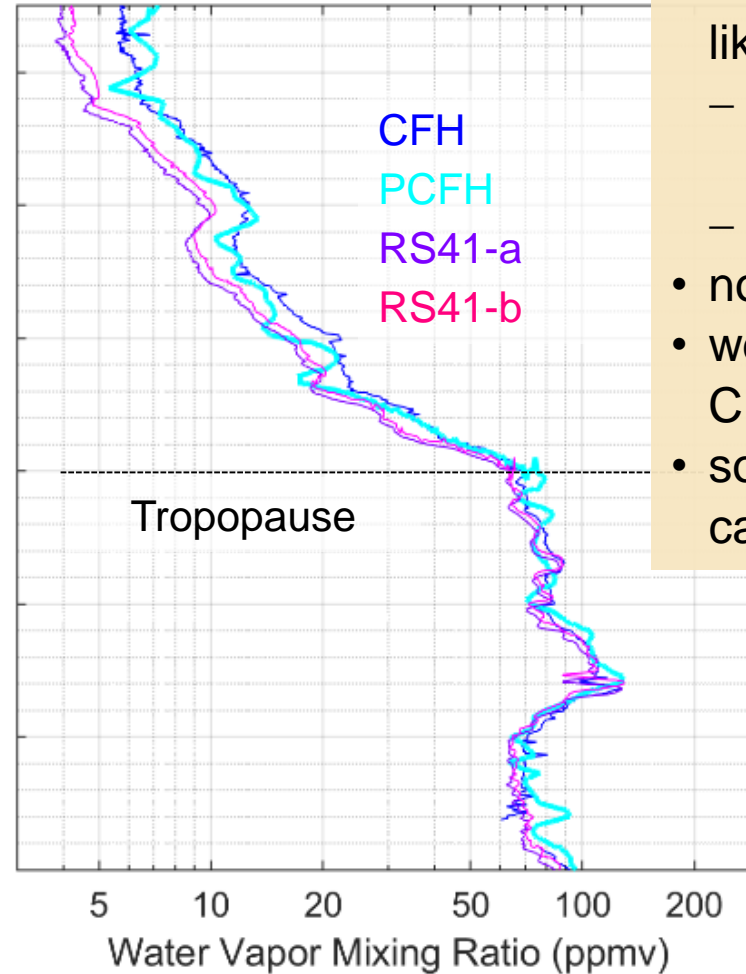 CFH
PCFH
RS41-a
RS41-b
Tropopause
5 10 20 50 100 200
Water Vapor Mixing Ratio (ppmv)
–
–
•
•
C
•